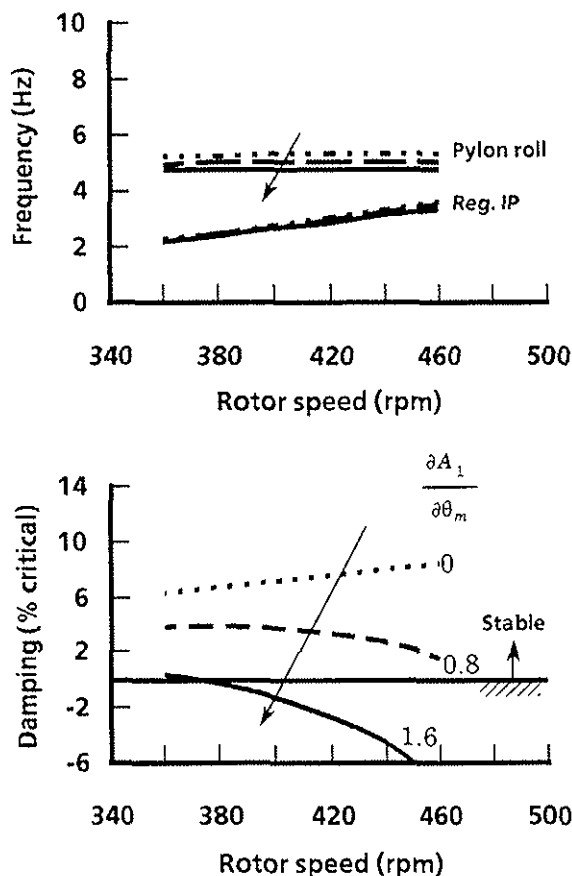 10
8
6
4
2
0
Frequency (Hz)
Pylon roll
Reg. IP
340 380 420 460 500
Rotor speed (rpm)
∂A₁
∂θₘ
14
10
6
2
-2
-6
Damping (% critical)
0
Stable
0.8
1.6
340 380 420 460 500
Rotor speed (rpm)